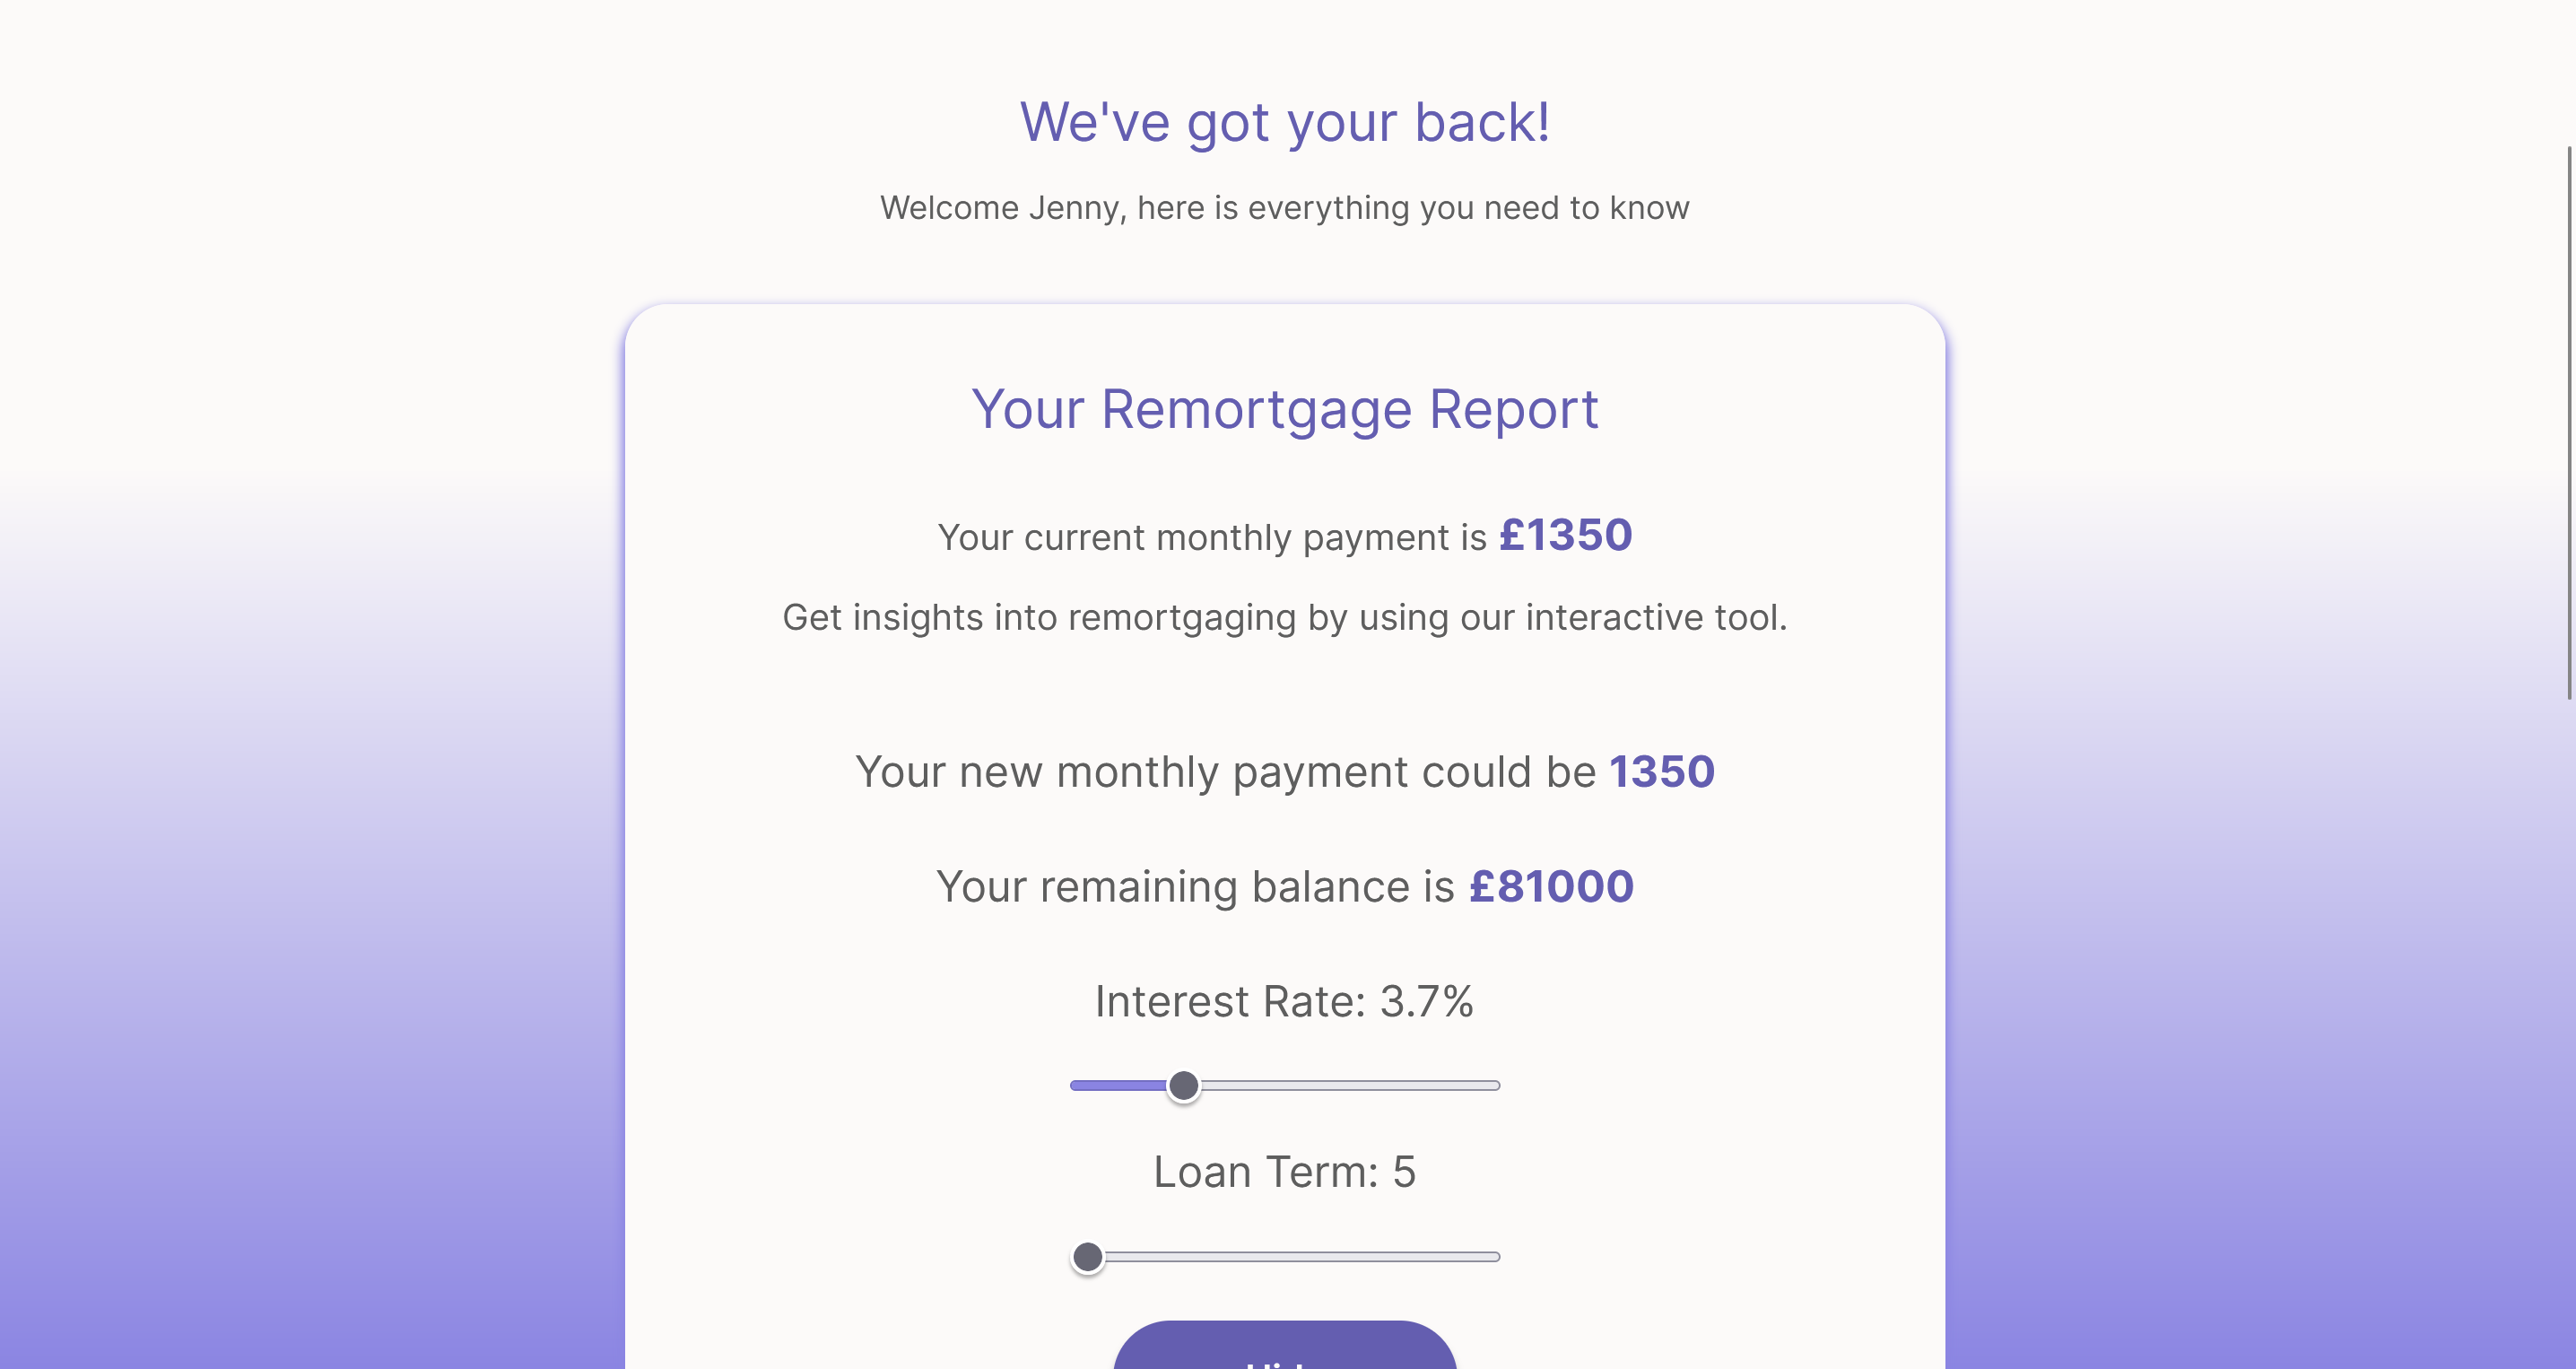 We've got your back!
Welcome Jenny, here is everything you need to know
Your Remortgage Report
Your current monthly payment is £1350
Get insights into remortgaging by using our interactive tool.
Your new monthly payment could be 1350
Your remaining balance is £81000
Interest Rate: 3.7%
Loan Term: 5